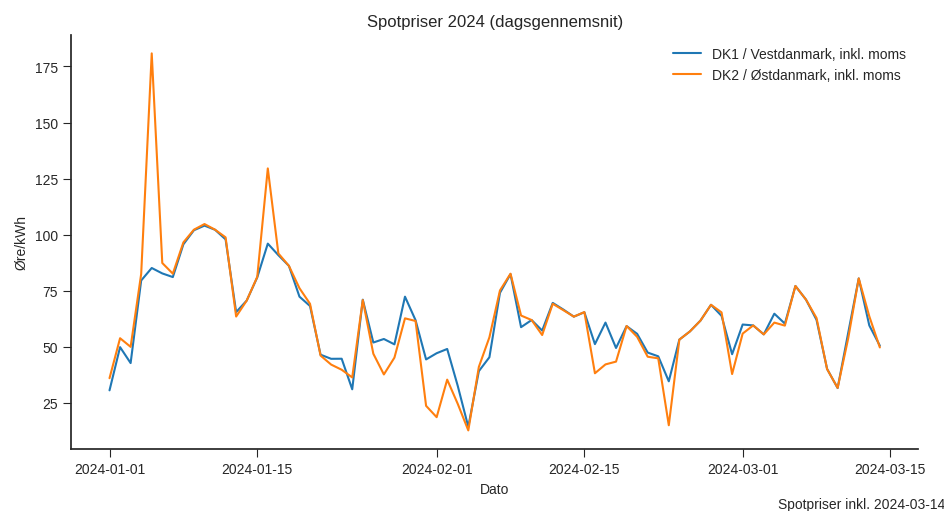 Spotpriser 2024 (dagsgennemsnit)
DK1 / Vestdanmark, inkl. moms
DK2 / Østdanmark, inkl. moms
175
150
125
100
75
50
25
Øre/kWh
2024-01-01
2024-01-15
2024-02-01
2024-02-15
2024-03-01
2024-03-15
Dato
Spotpriser inkl. 2024-03-14